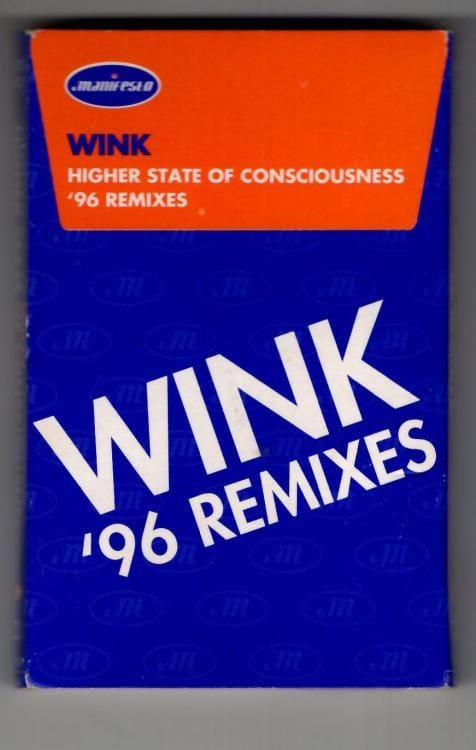 manifesto
WINK
HIGHER STATE OF CONSCIOUSNESS
'96 REMIXES
WINK
'96 REMIXES